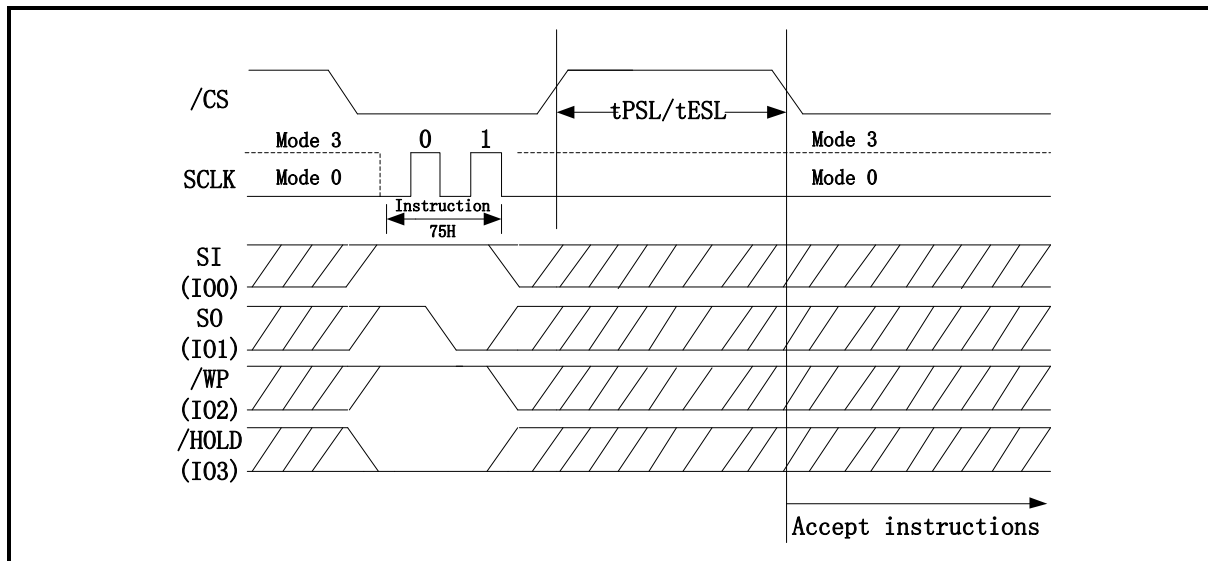 /CS
tPSL/tESL
Mode 3
0
1
Mode 3
SCLK
Mode 0
Mode 0
Instruction
75H
SI
(IO0)
SO
(IO1)
/WP
(IO2)
/HOLD
(IO3)
Accept instructions